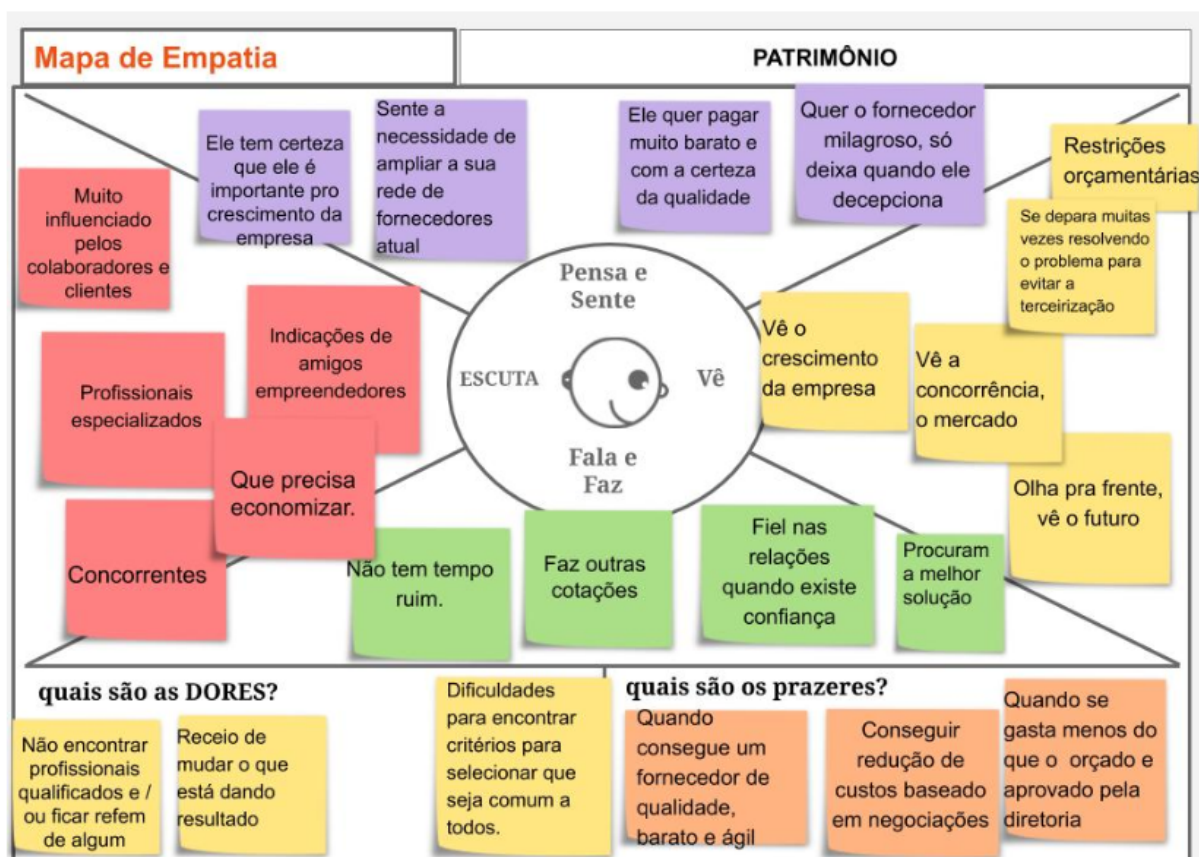 Mapa de Empatia
PATRIMÔNIO
Ele tem certeza
que ele é
importante pro
crescimento da
empresa
Sente a
necessidade de
ampliar a sua
rede de
fornecedores
atual
Ele quer pagar
muito barato e
com a certeza
da qualidade
Quer o fornecedor
milagroso, só
deixa quando ele
decepciona
Restrições
orçamentárias
Se depara muitas
vezes resolvendo
o problema para
evitar a
terceirização
Muito
influenciado
pelos
colaboradores e
clientes
Profissionais
especializados
Indicações de
amigos
empreendedores
Que precisa
economizar.
Concorrentes
Pensa e
Sente
ESCUTA
Vê
Fala e
Faz
Vê o
crescimento
da empresa
Vê a
concorrência,
o mercado
Olha pra frente,
vê o futuro
Não tem tempo
ruim.
Faz outras
cotações
Fiel nas
relações
quando existe
confiança
Procuram
a melhor
solução
quais são as DORES?
Não encontrar
profissionais
qualificados e /
ou ficar refem
de algum
Receio de
mudar o que
está dando
resultado
Dificuldades
para encontrar
critérios para
selecionar que
seja comum a
todos.
quais são os prazeres?
Quando
consegue um
fornecedor de
qualidade,
barato e ágil
Conseguir
redução de
custos baseado
em negociações
Quando se
gasta menos do
que o orçado e
aprovado pela
diretoria